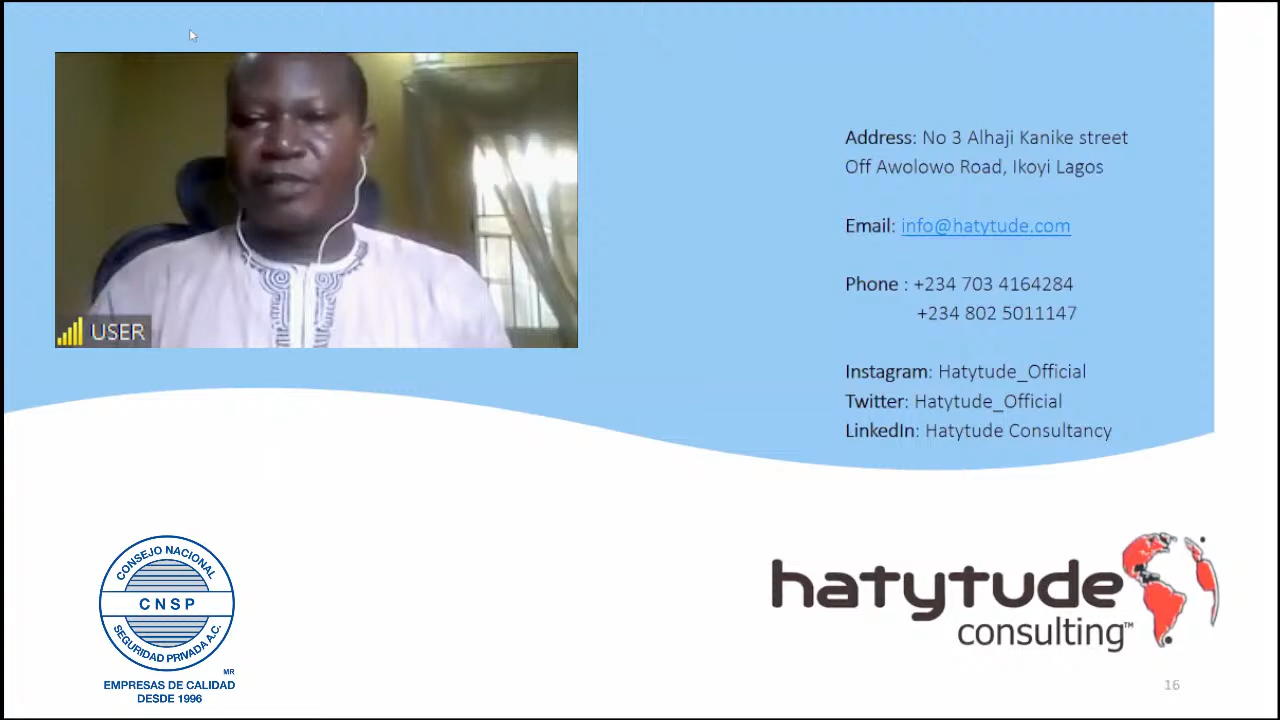 Address: No 3 Alhaji Kanike street
Off Awolowo Road, Ikoyi Lagos
Email: info@hatytude.com
Phone : +234 703 4164284
+234 802 5011147
Instagram: Hatytude_Official
Twitter: Hatytude_Official
LinkedIn: Hatytude Consultancy
USER
CONSEJO NACIONAL
CNSP
SEGURIDAD PRIVADA A.C.
MR
EMPRESAS DE CALIDAD
DESDE 1996
hatytude
consulting™
16